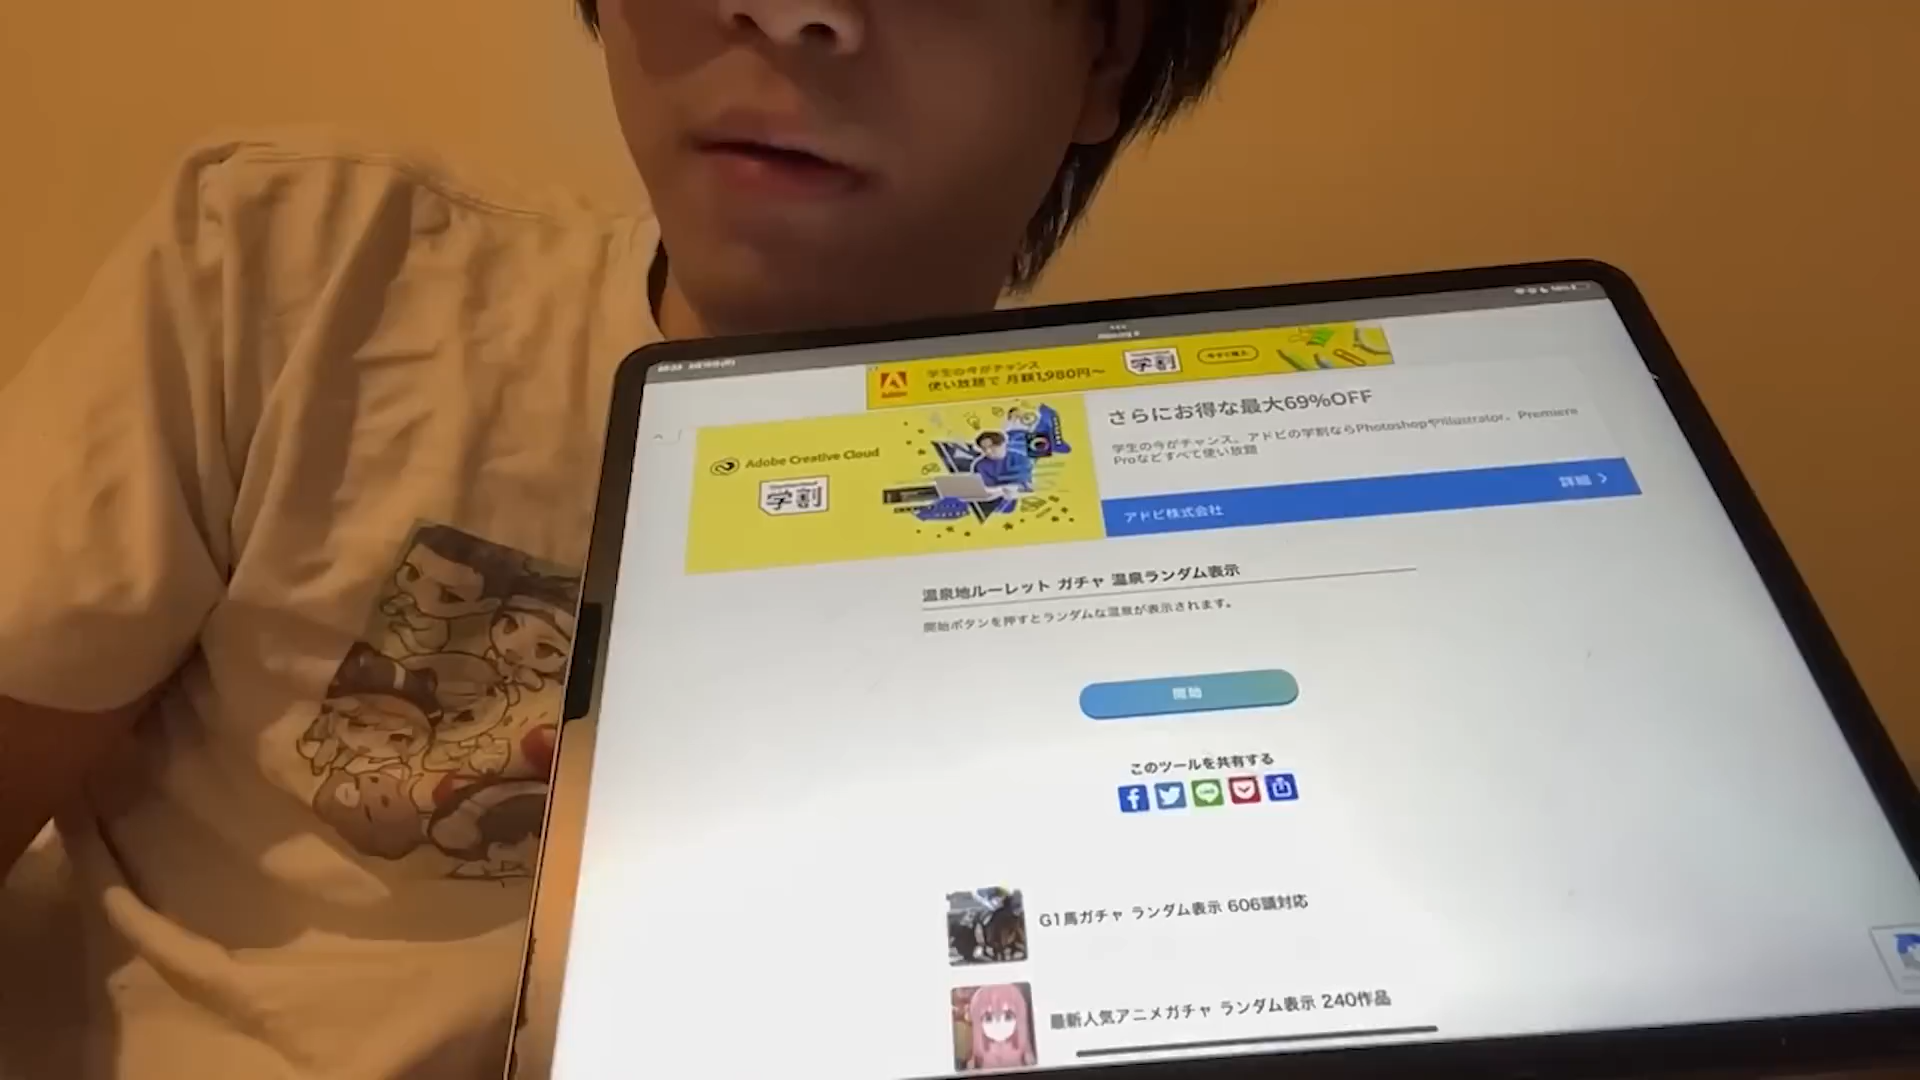 学生の今がチャンス
使い放題で 月額1,980円〜
学割
今すぐ購入
Adobe
Adobe Creative Cloud
学割
さらにお得な最大69%OFF
学生の今がチャンス、アドビの学割ならPhotoshopやIllustrator、Premiere
Proなどすべて使い放題
アドビ株式会社
詳細 >
温泉地ルーレット ガチャ 温泉ランダム表示
開始ボタンを押すとランダムな温泉が表示されます。
開始
このツールを共有する
LINE
G1馬ガチャ ランダム表示 606頭対応
最新人気アニメガチャ ランダム表示 240作品